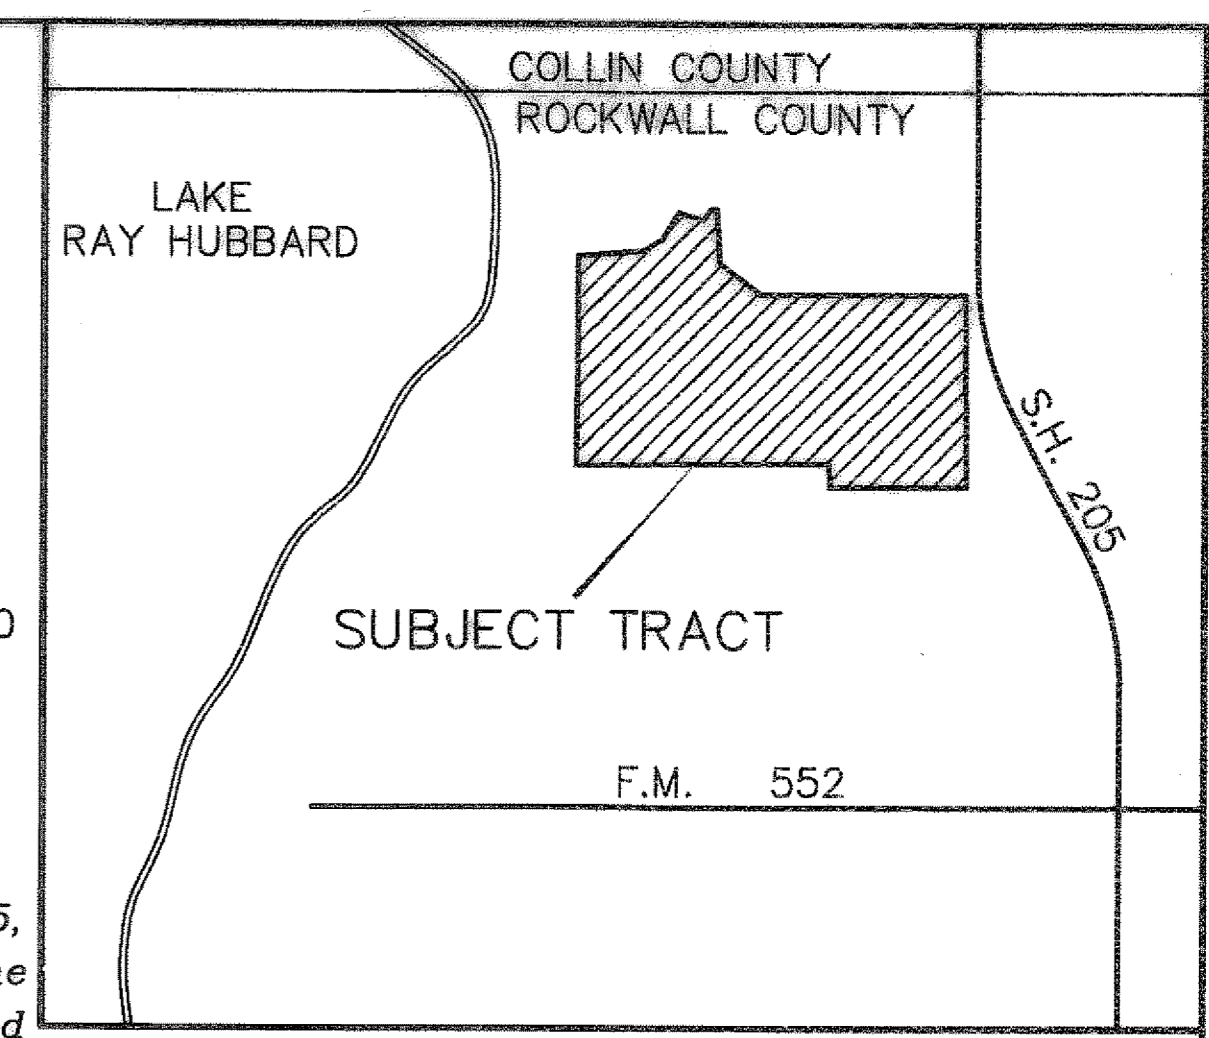 COLLIN COUNTY
ROCKWALL COUNTY
LAKE
RAY HUBBARD
S.H. 205
SUBJECT TRACT
F.M. 552